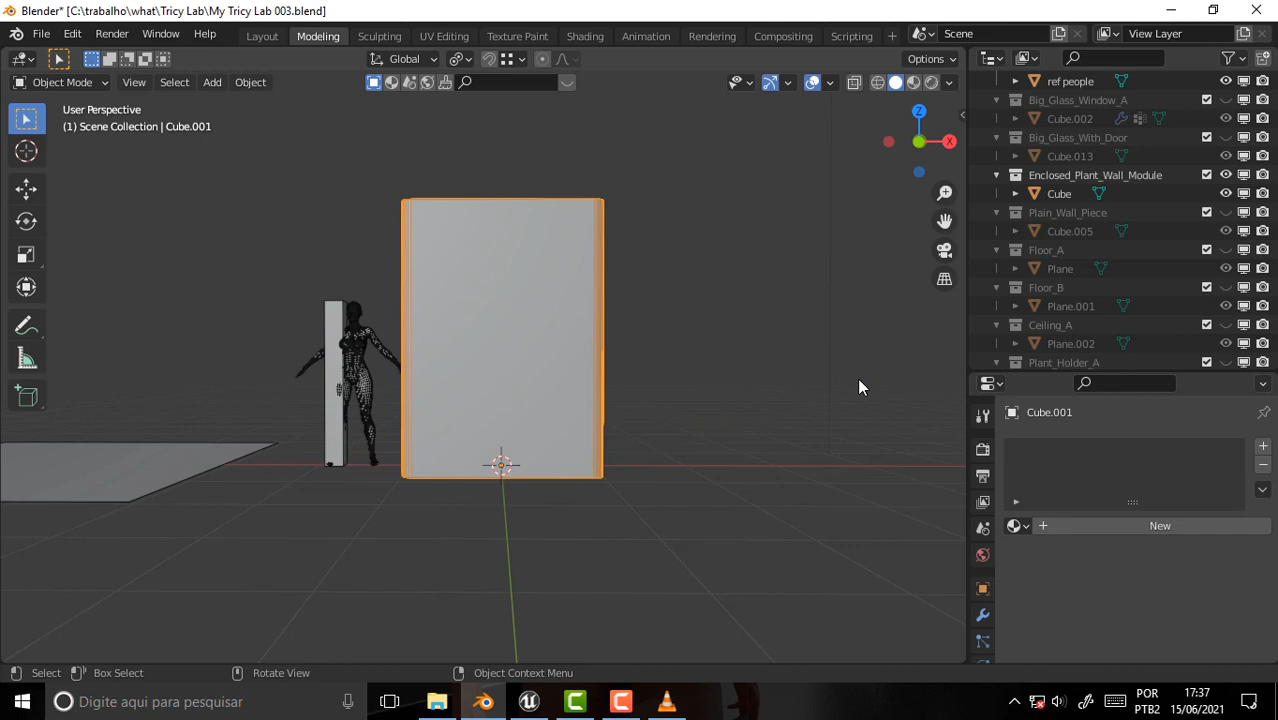 Blender* [C:\trabalho\what\Tricy Lab\My Tricy Lab 003.blend]
File Edit Render Window Help Layout Modeling Sculpting UV Editing Texture Paint Shading Animation Rendering Compositing Scripting + Scene View Layer
Global Options
Object Mode View Select Add Object
User Perspective
(1) Scene Collection | Cube.001
Z
X
ref people
Big_Glass_Window_A
Cube.002
Big_Glass_With_Door
Cube.013
Enclosed_Plant_Wall_Module
Cube
Plain_Wall_Piece
Cube.005
Floor_A
Plane
Floor_B
Plane.001
Ceiling_A
Plane.002
Plant_Holder_A
Cube.001
New
Select Box Select Rotate View Object Context Menu
Digite aqui para pesquisar
POR
PTB2
17:37
15/06/2021